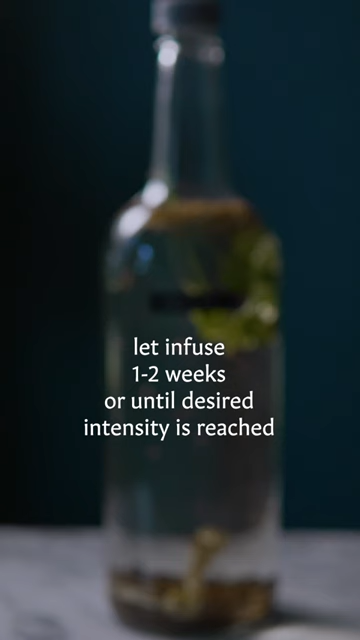 let infuse
1-2 weeks
or until desired
intensity is reached